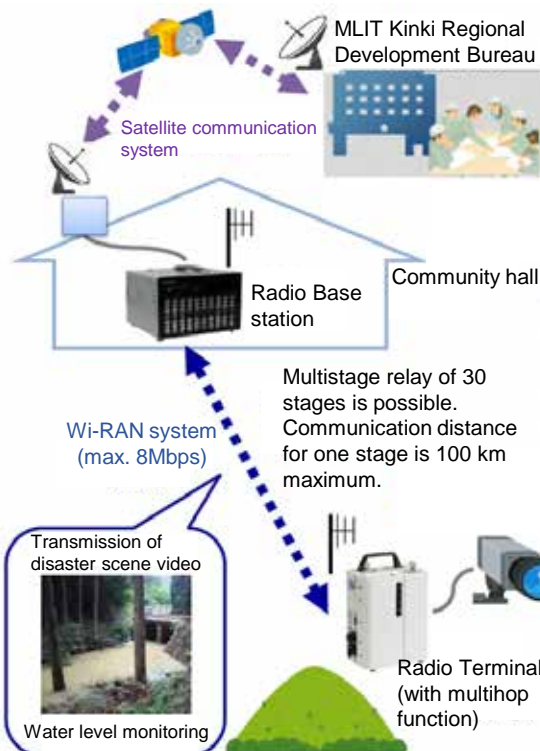 MLIT Kinki Regional
Development Bureau
Satellite communication
system
Community hall
Radio Base
station
Multistage relay of 30
stages is possible.
Communication distance
for one stage is 100 km
maximum.
Wi-RAN system
(max. 8Mbps)
Transmission of
disaster scene video
Water level monitoring
Radio Terminal
(with multihop
function)